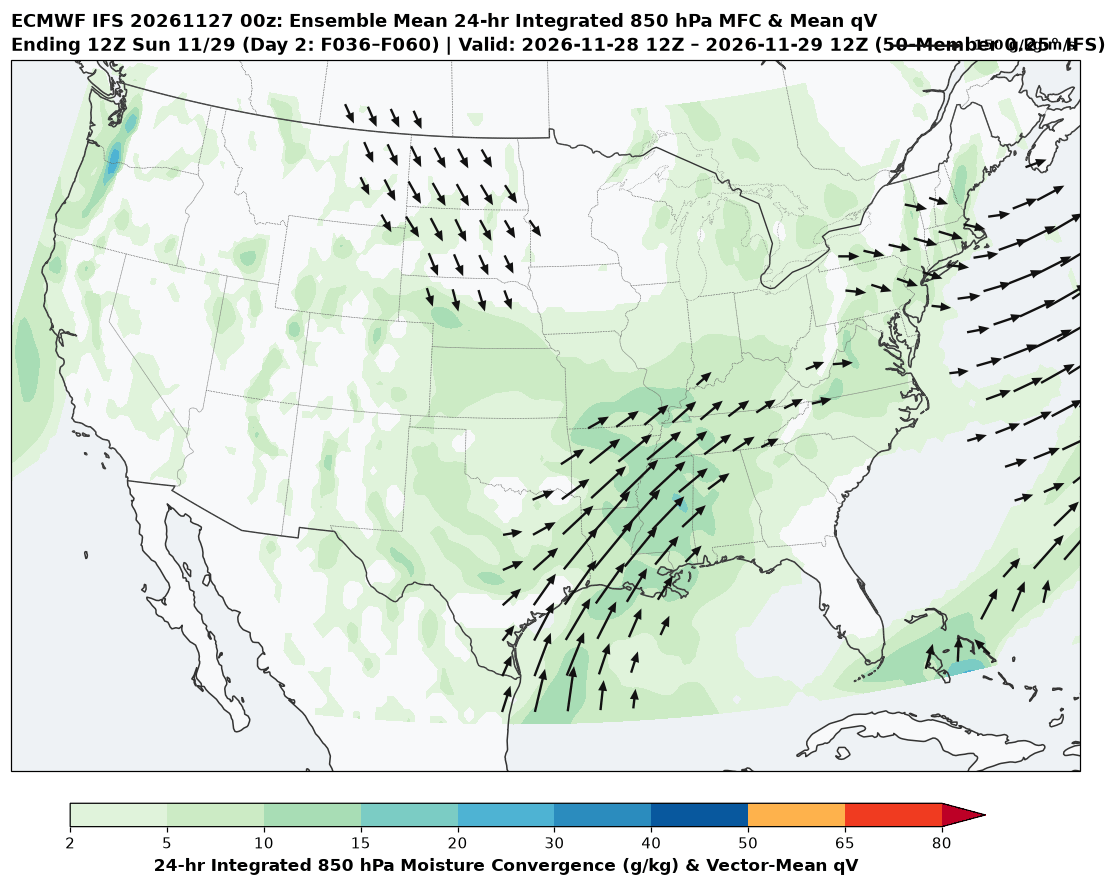 ECMWF IFS 20261127 00z: Ensemble Mean 24-hr Integrated 850 hPa MFC & Mean qV
Ending 12Z Sun 11/29 (Day 2: F036–F060) | Valid: 2026-11-28 12Z – 2026-11-29 12Z (50-Member 0.25° IFS)
150 g/kg m/s
2 5 10 15 20 30 40 50 65 80
24-hr Integrated 850 hPa Moisture Convergence (g/kg) & Vector-Mean qV